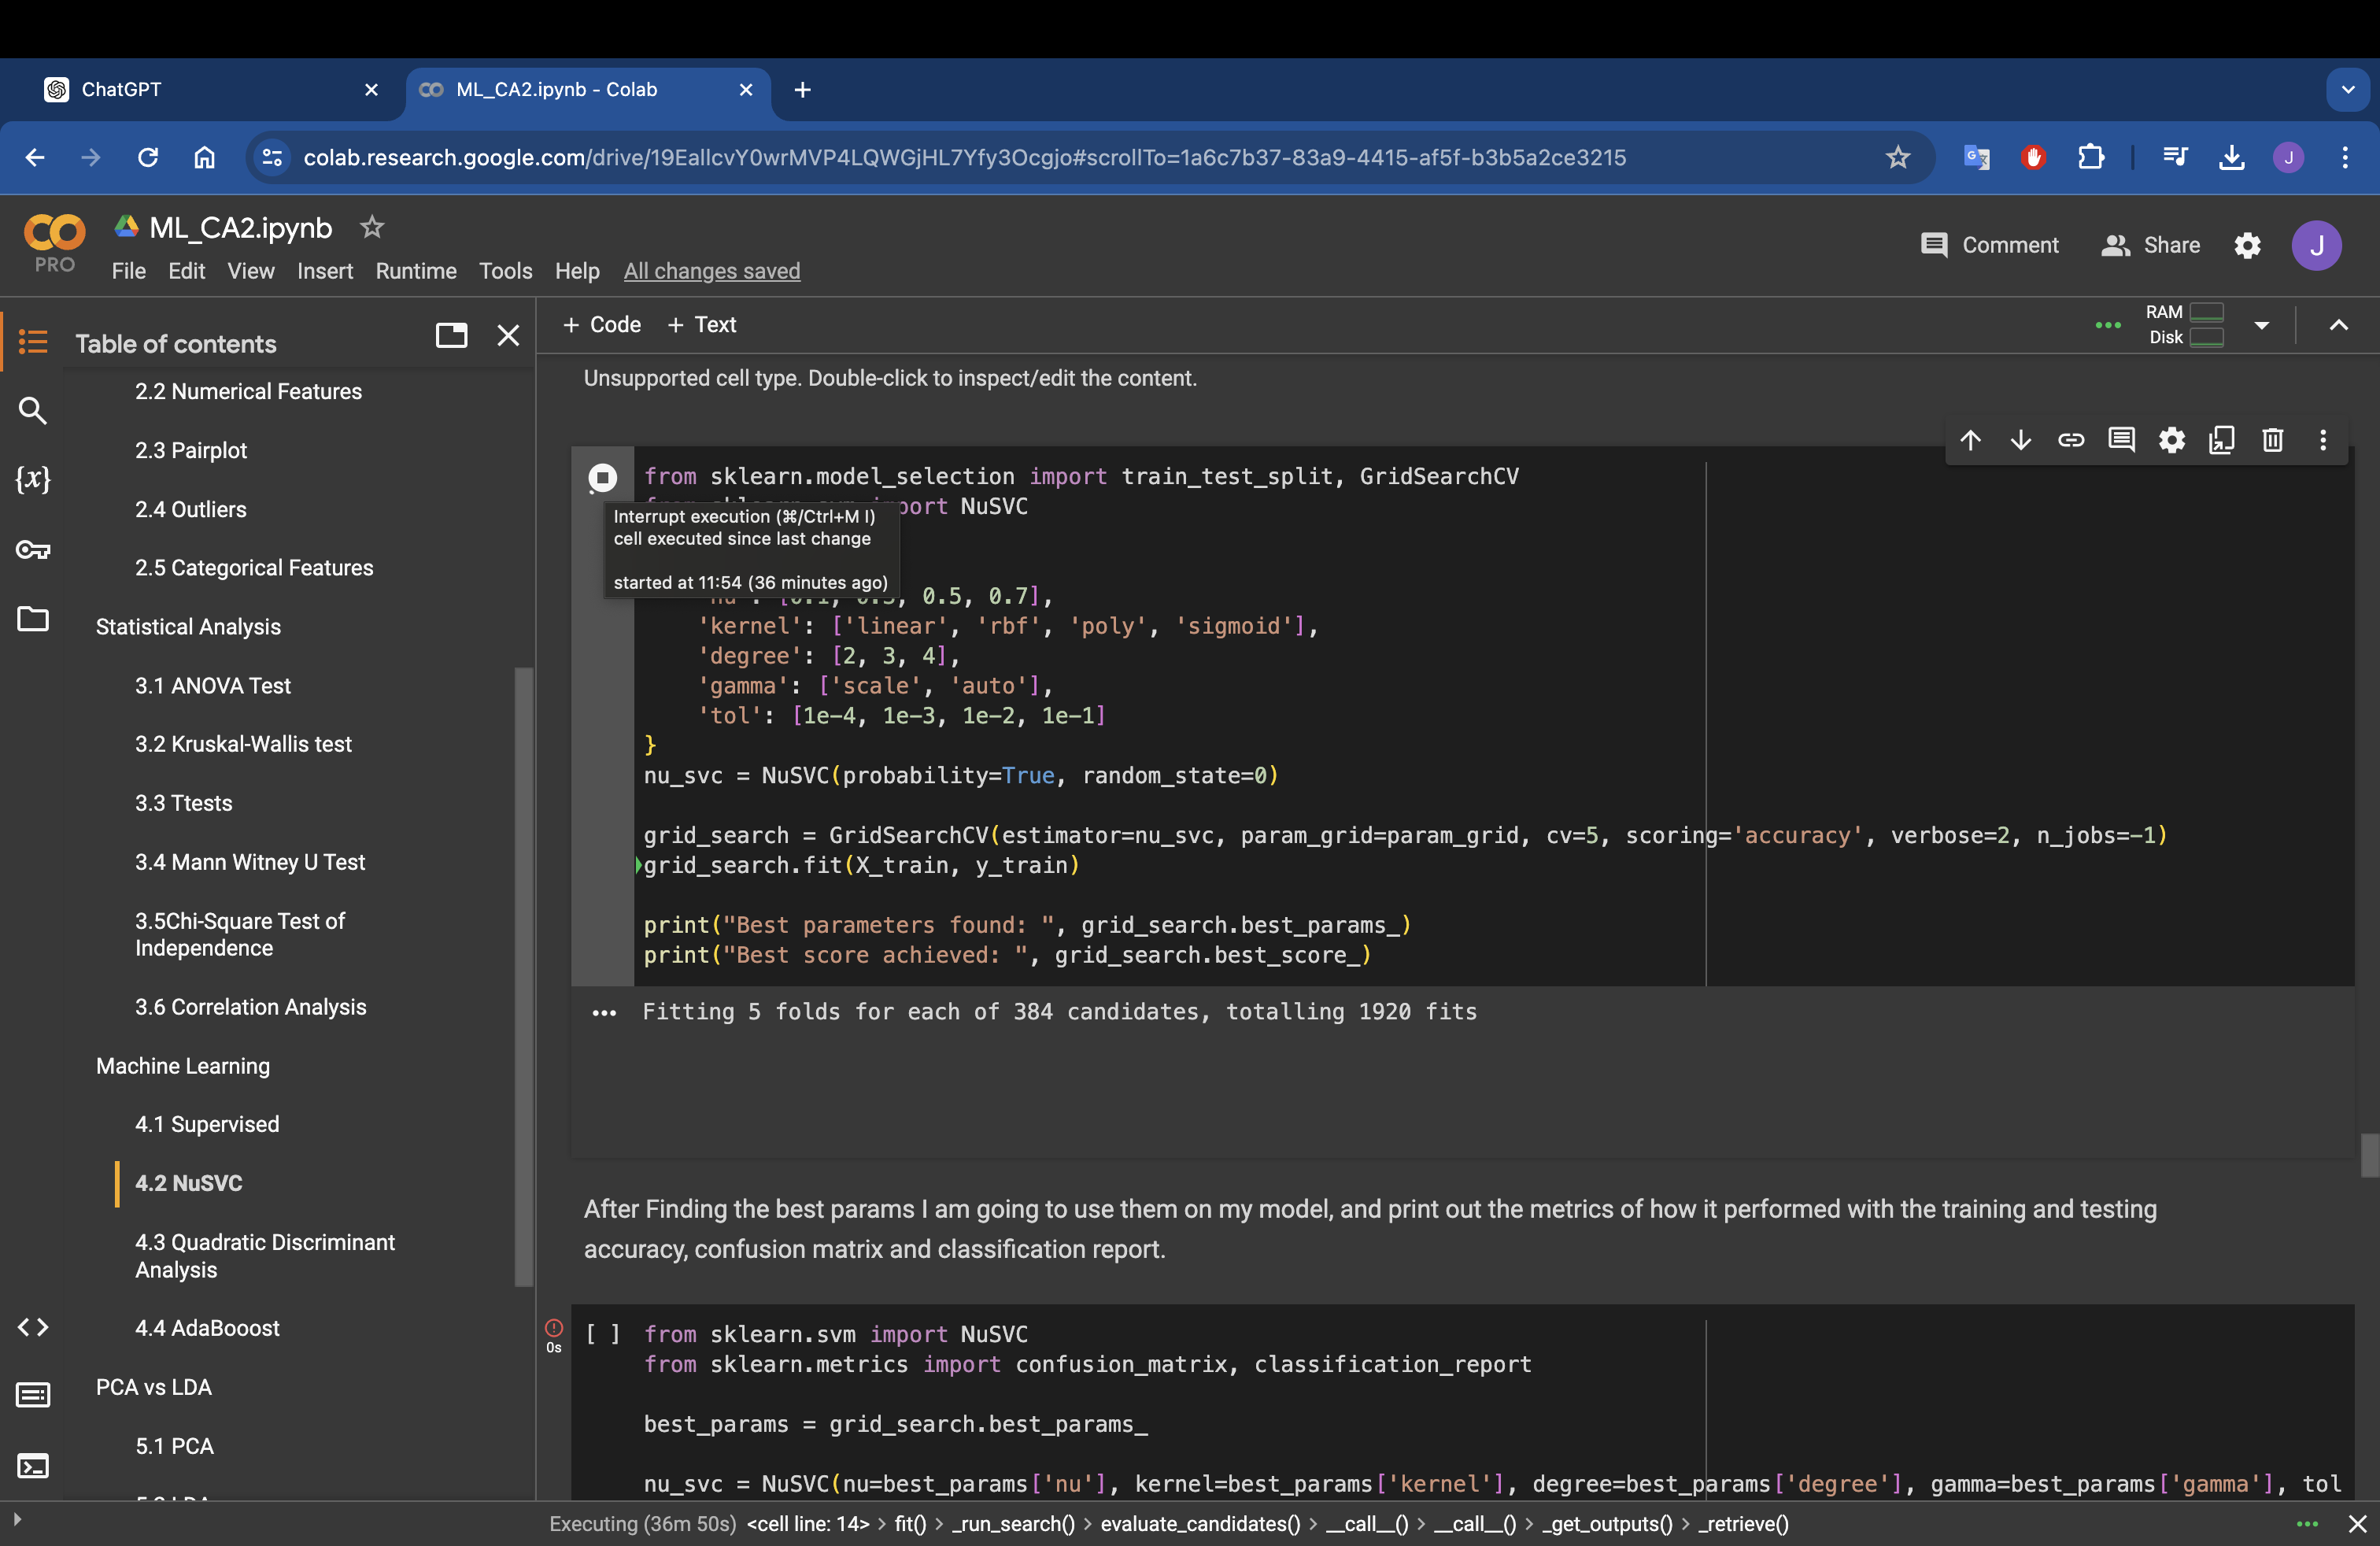 ChatGPT
ML_CA2.ipynb - Colab
colab.research.google.com/drive/19EallcvY0wrMVP4LQWGjHL7Yfy3Ocgjo#scrollTo=1a6c7b37-83a9-4415-af5f-b3b5a2ce3215
J
PRO
ML_CA2.ipynb
File Edit View Insert Runtime Tools Help All changes saved
Comment
Share
J
Table of contents
2.2 Numerical Features
2.3 Pairplot
2.4 Outliers
2.5 Categorical Features
Statistical Analysis
3.1 ANOVA Test
3.2 Kruskal-Wallis test
3.3 Ttests
3.4 Mann Witney U Test
3.5Chi-Square Test of
Independence
3.6 Correlation Analysis
Machine Learning
4.1 Supervised
4.2 NuSVC
4.3 Quadratic Discriminant
Analysis
4.4 AdaBooost
PCA vs LDA
5.1 PCA
+ Code + Text
RAM
Disk
Unsupported cell type. Double-click to inspect/edit the content.
from sklearn.model_selection import train_test_split, GridSearchCV
port NuSVC
Interrupt execution (⌘/Ctrl+M I)
cell executed since last change
started at 11:54 (36 minutes ago)
0.5, 0.7],
'kernel': ['linear', 'rbf', 'poly', 'sigmoid'],
'degree': [2, 3, 4],
'gamma': ['scale', 'auto'],
'tol': [1e-4, 1e-3, 1e-2, 1e-1]
}
nu_svc = NuSVC(probability=True, random_state=0)
grid_search = GridSearchCV(estimator=nu_svc, param_grid=param_grid, cv=5, scoring='accuracy', verbose=2, n_jobs=-1)
grid_search.fit(X_train, y_train)
print("Best parameters found: ", grid_search.best_params_)
print("Best score achieved: ", grid_search.best_score_)
Fitting 5 folds for each of 384 candidates, totalling 1920 fits
After Finding the best params I am going to use them on my model, and print out the metrics of how it performed with the training and testing
accuracy, confusion matrix and classification report.
0s
[ ] from sklearn.svm import NuSVC
from sklearn.metrics import confusion_matrix, classification_report
best_params = grid_search.best_params_
nu_svc = NuSVC(nu=best_params['nu'], kernel=best_params['kernel'], degree=best_params['degree'], gamma=best_params['gamma'], tol
Executing (36m 50s) <cell line: 14> > fit() > _run_search() > evaluate_candidates() > __call__() > __call__() > _get_outputs() > _retrieve()